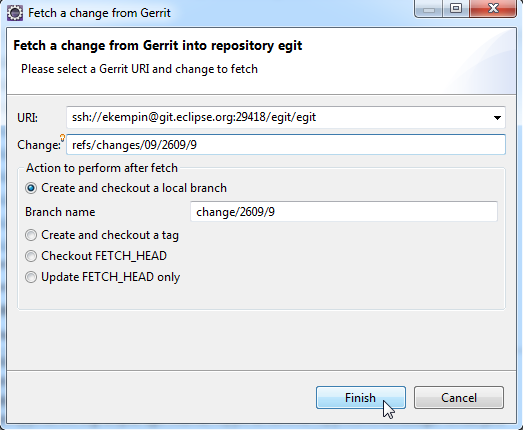 Fetch a change from Gerrit
Fetch a change from Gerrit into repository egit
Please select a Gerrit URI and change to fetch
URI: ssh://ekempin@git.eclipse.org:29418/egit/egit
Change: refs/changes/09/2609/9
Action to perform after fetch
Create and checkout a local branch
Branch name change/2609/9
Create and checkout a tag
Checkout FETCH_HEAD
Update FETCH_HEAD only
Finish Cancel